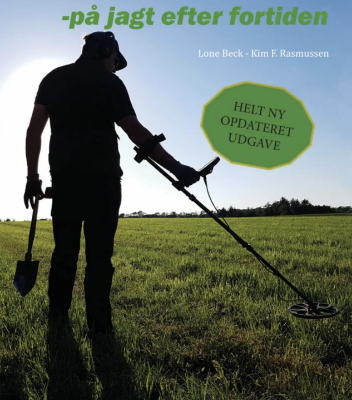 -på jagt efter fortiden
Lone Beck - Kim F. Rasmussen
HELT NY
OPDATERET
UDGAVE